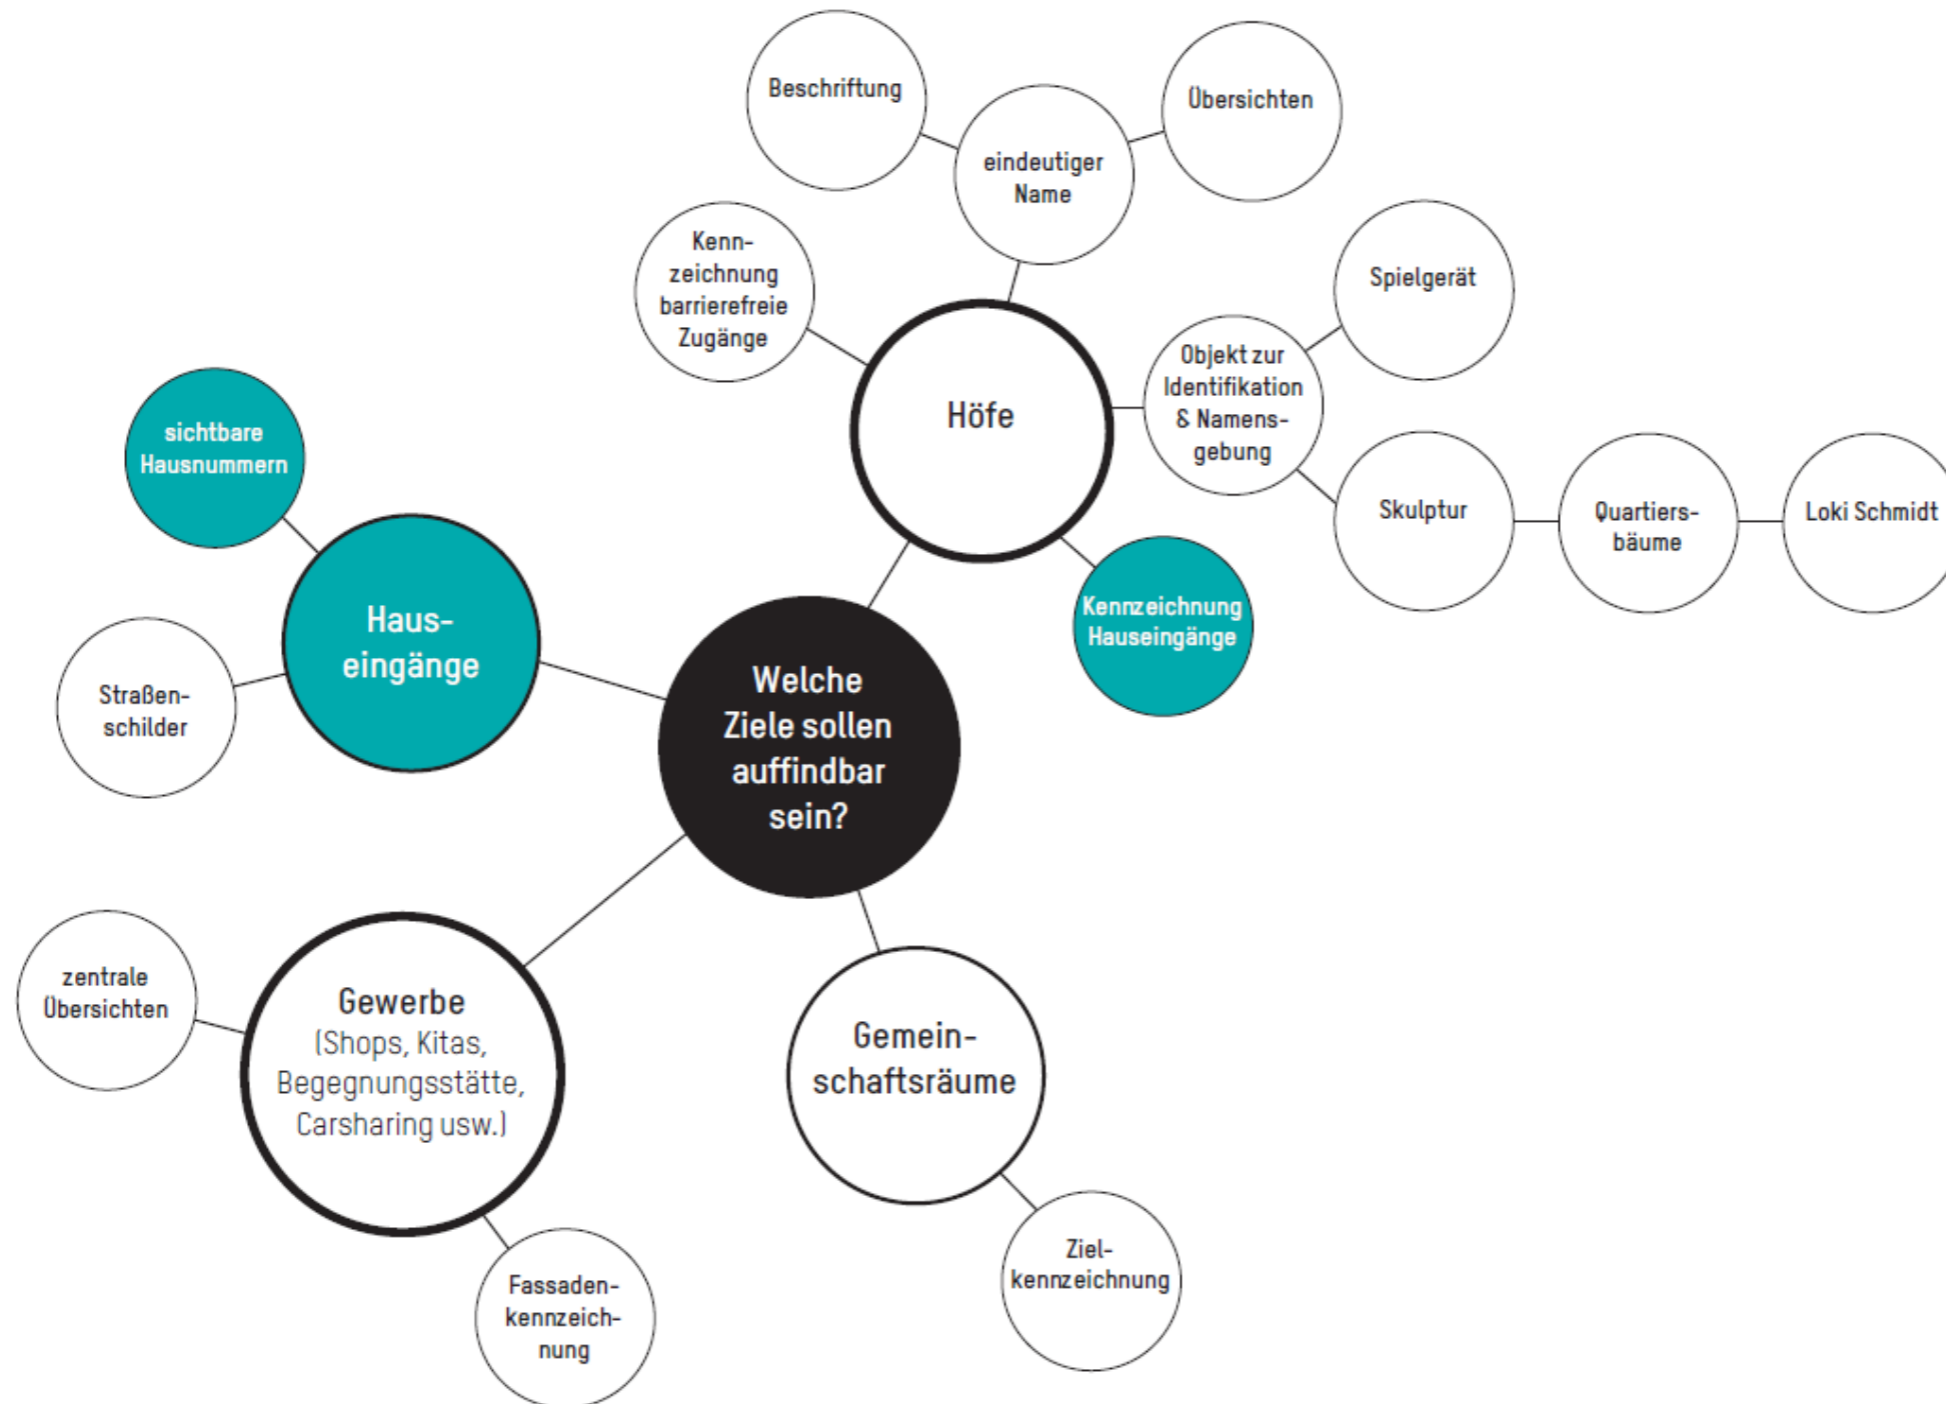 Beschriftung
Übersichten
eindeutiger
Name
Kenn-
zeichnung
barrierefreie
Zugänge
Spielgerät
Objekt zur
Identifikation
& Namens-
gebung
Höfe
sichtbare
Hausnummern
Skulptur
Quartiers-
bäume
Loki Schmidt
Kennzeichnung
Hauseingänge
Haus-
eingänge
Straßen-
schilder
Welche
Ziele sollen
auffindbar
sein?
zentrale
Übersichten
Gewerbe
(Shops, Kitas,
Begegnungsstätte,
Carsharing usw.)
Gemein-
schaftsräume
Ziel-
kennzeichnung
Fassaden-
kennzeich-
nung